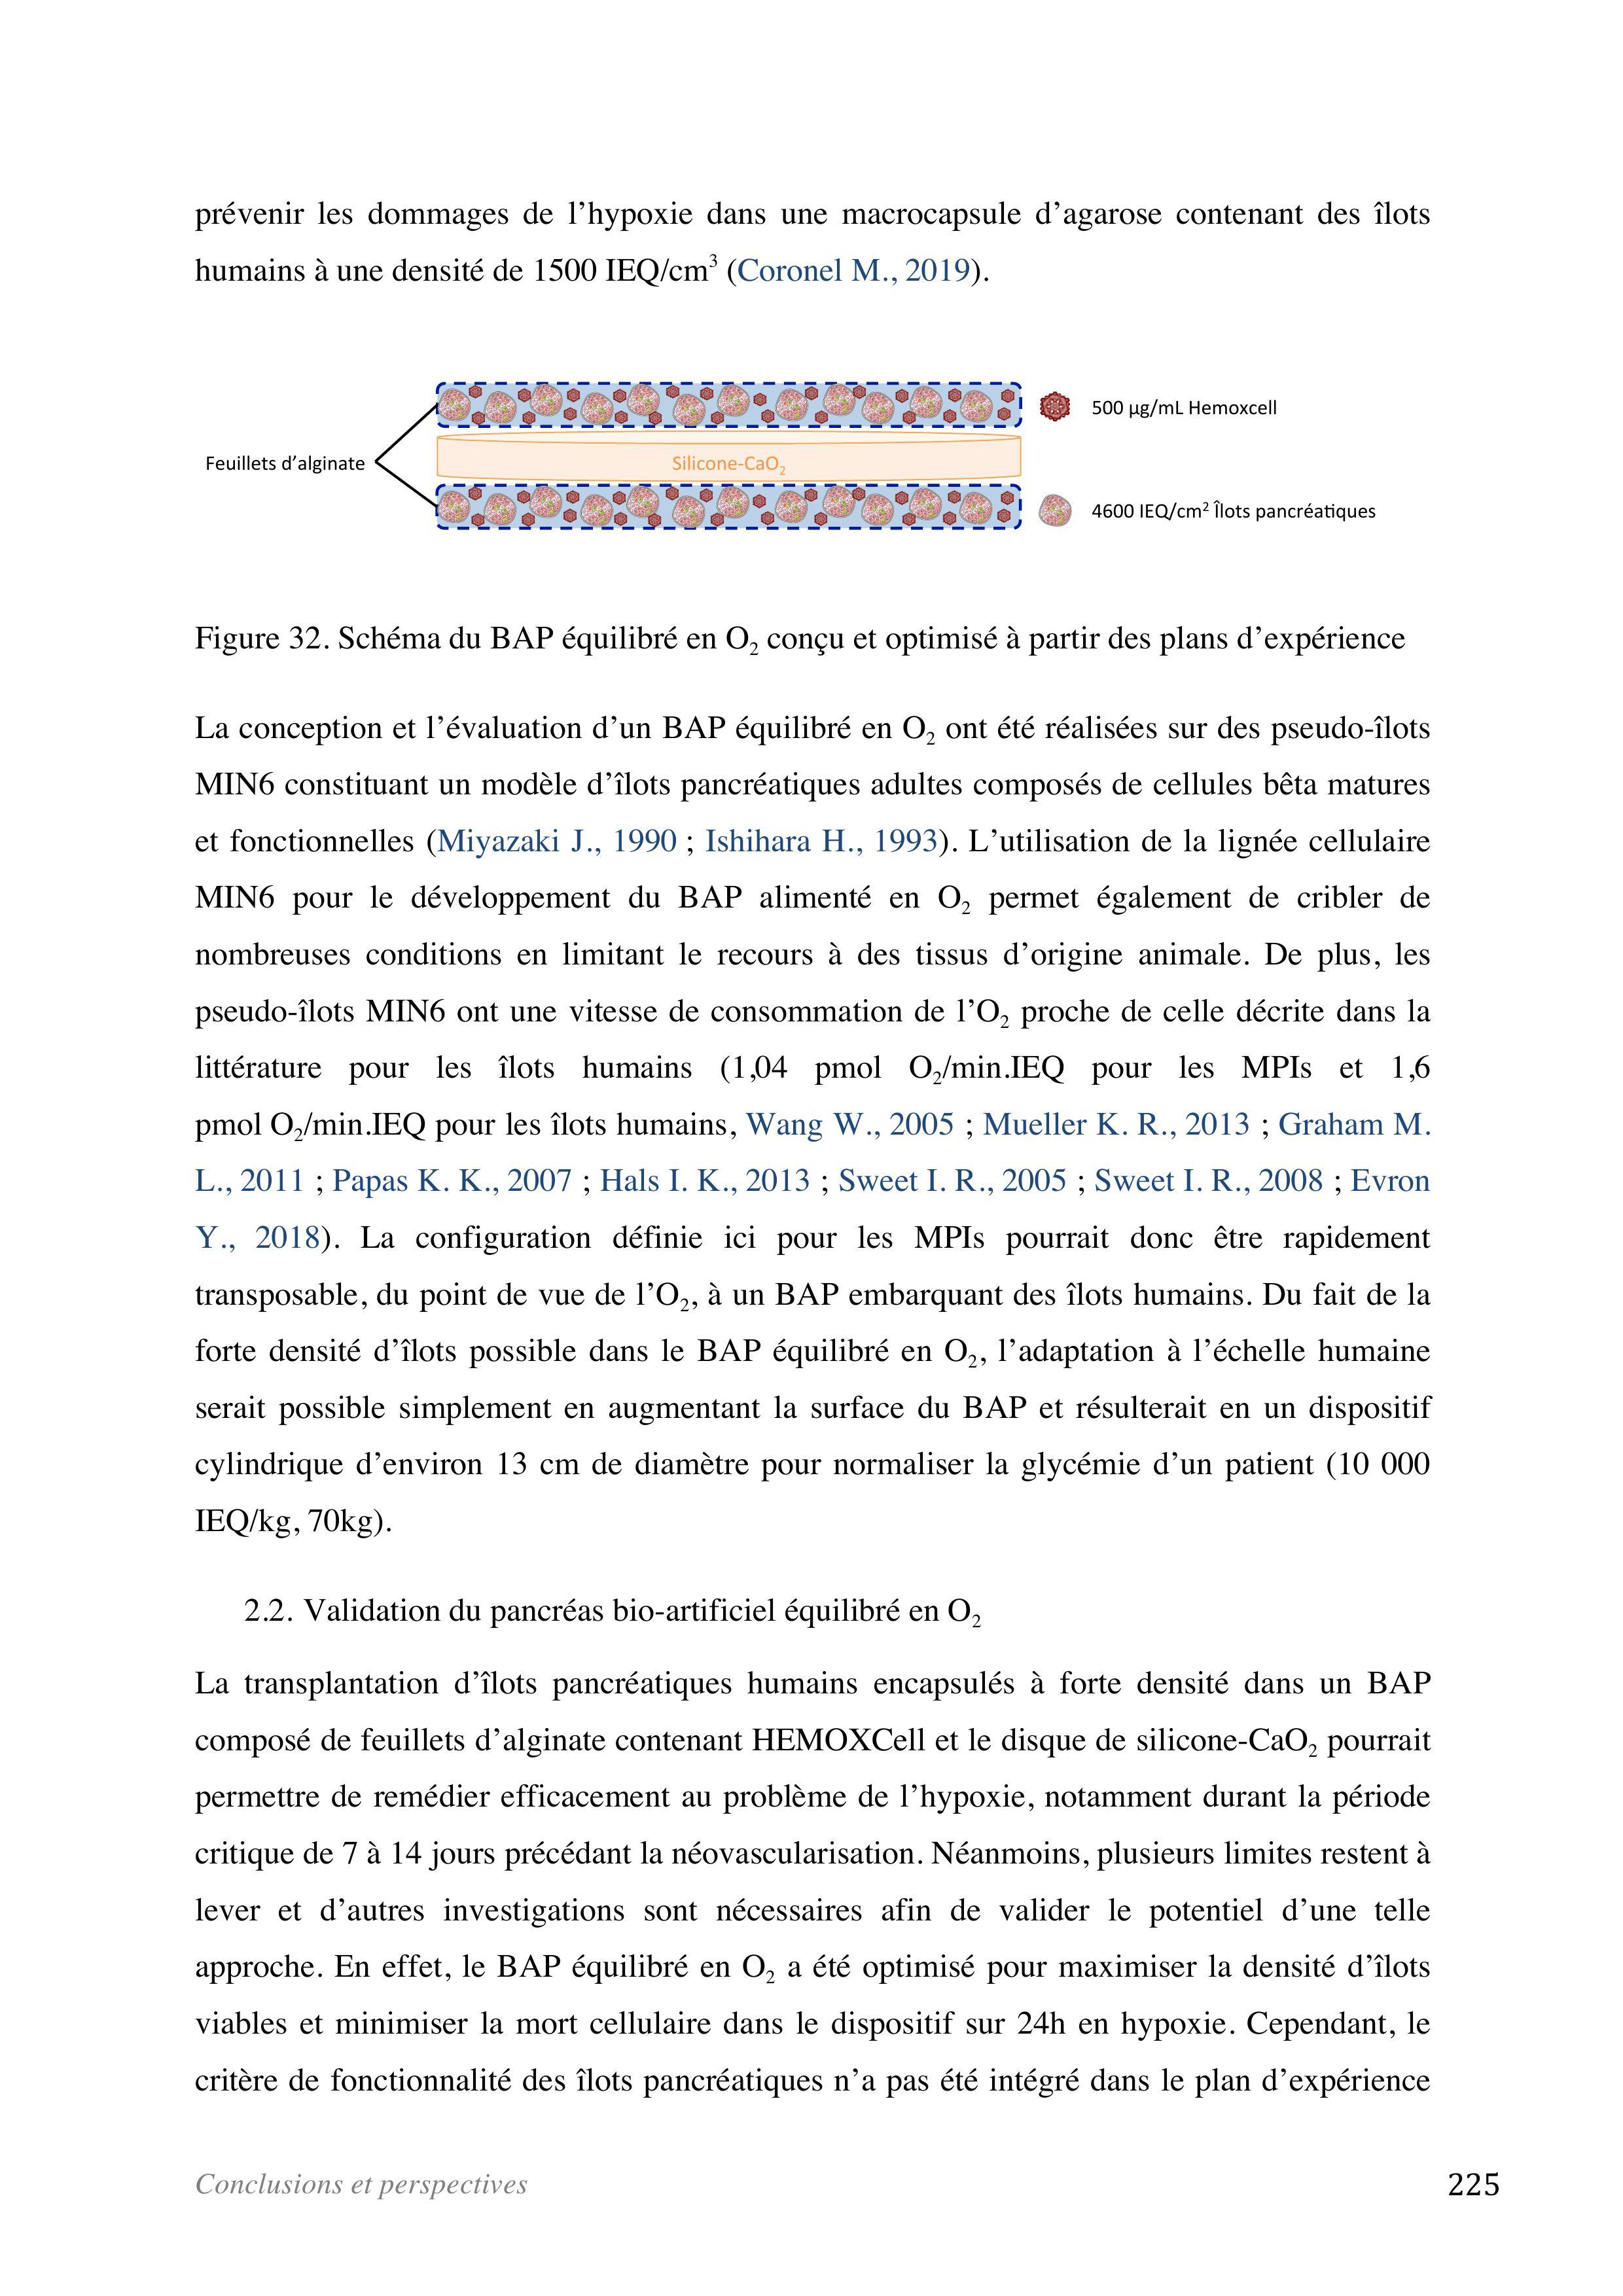 prévenir les dommages de l’hypoxie dans une macrocapsule d’agarose contenant des îlots
humains à une densité de 1500 IEQ/cm³ (Coronel M., 2019).
500 µg/mL Hemoxcell
Feuillets d’alginate
Silicone-CaO₂
4600 IEQ/cm² Îlots pancréatiques
Figure 32. Schéma du BAP équilibré en O₂ conçu et optimisé à partir des plans d’expérience
La conception et l’évaluation d’un BAP équilibré en O₂ ont été réalisées sur des pseudo-îlots
MIN6 constituant un modèle d’îlots pancréatiques adultes composés de cellules bêta matures
et fonctionnelles (Miyazaki J., 1990 ; Ishihara H., 1993). L’utilisation de la lignée cellulaire
MIN6 pour le développement du BAP alimenté en O₂ permet également de cribler de
nombreuses conditions en limitant le recours à des tissus d’origine animale. De plus, les
pseudo-îlots MIN6 ont une vitesse de consommation de l’O₂ proche de celle décrite dans la
littérature pour les îlots humains (1,04 pmol O₂/min.IEQ pour les MPIs et 1,6
pmol O₂/min.IEQ pour les îlots humains, Wang W., 2005 ; Mueller K. R., 2013 ; Graham M.
L., 2011 ; Papas K. K., 2007 ; Hals I. K., 2013 ; Sweet I. R., 2005 ; Sweet I. R., 2008 ; Evron
Y., 2018). La configuration définie ici pour les MPIs pourrait donc être rapidement
transposable, du point de vue de l’O₂, à un BAP embarquant des îlots humains. Du fait de la
forte densité d’îlots possible dans le BAP équilibré en O₂, l’adaptation à l’échelle humaine
serait possible simplement en augmentant la surface du BAP et résulterait en un dispositif
cylindrique d’environ 13 cm de diamètre pour normaliser la glycémie d’un patient (10 000
IEQ/kg, 70kg).
2.2. Validation du pancréas bio-artificiel équilibré en O₂
La transplantation d’îlots pancréatiques humains encapsulés à forte densité dans un BAP
composé de feuillets d’alginate contenant HEMOXCell et le disque de silicone-CaO₂ pourrait
permettre de remédier efficacement au problème de l’hypoxie, notamment durant la période
critique de 7 à 14 jours précédant la néovascularisation. Néanmoins, plusieurs limites restent à
lever et d’autres investigations sont nécessaires afin de valider le potentiel d’une telle
approche. En effet, le BAP équilibré en O₂ a été optimisé pour maximiser la densité d’îlots
viables et minimiser la mort cellulaire dans le dispositif sur 24h en hypoxie. Cependant, le
critère de fonctionnalité des îlots pancréatiques n’a pas été intégré dans le plan d’expérience
Conclusions et perspectives
225